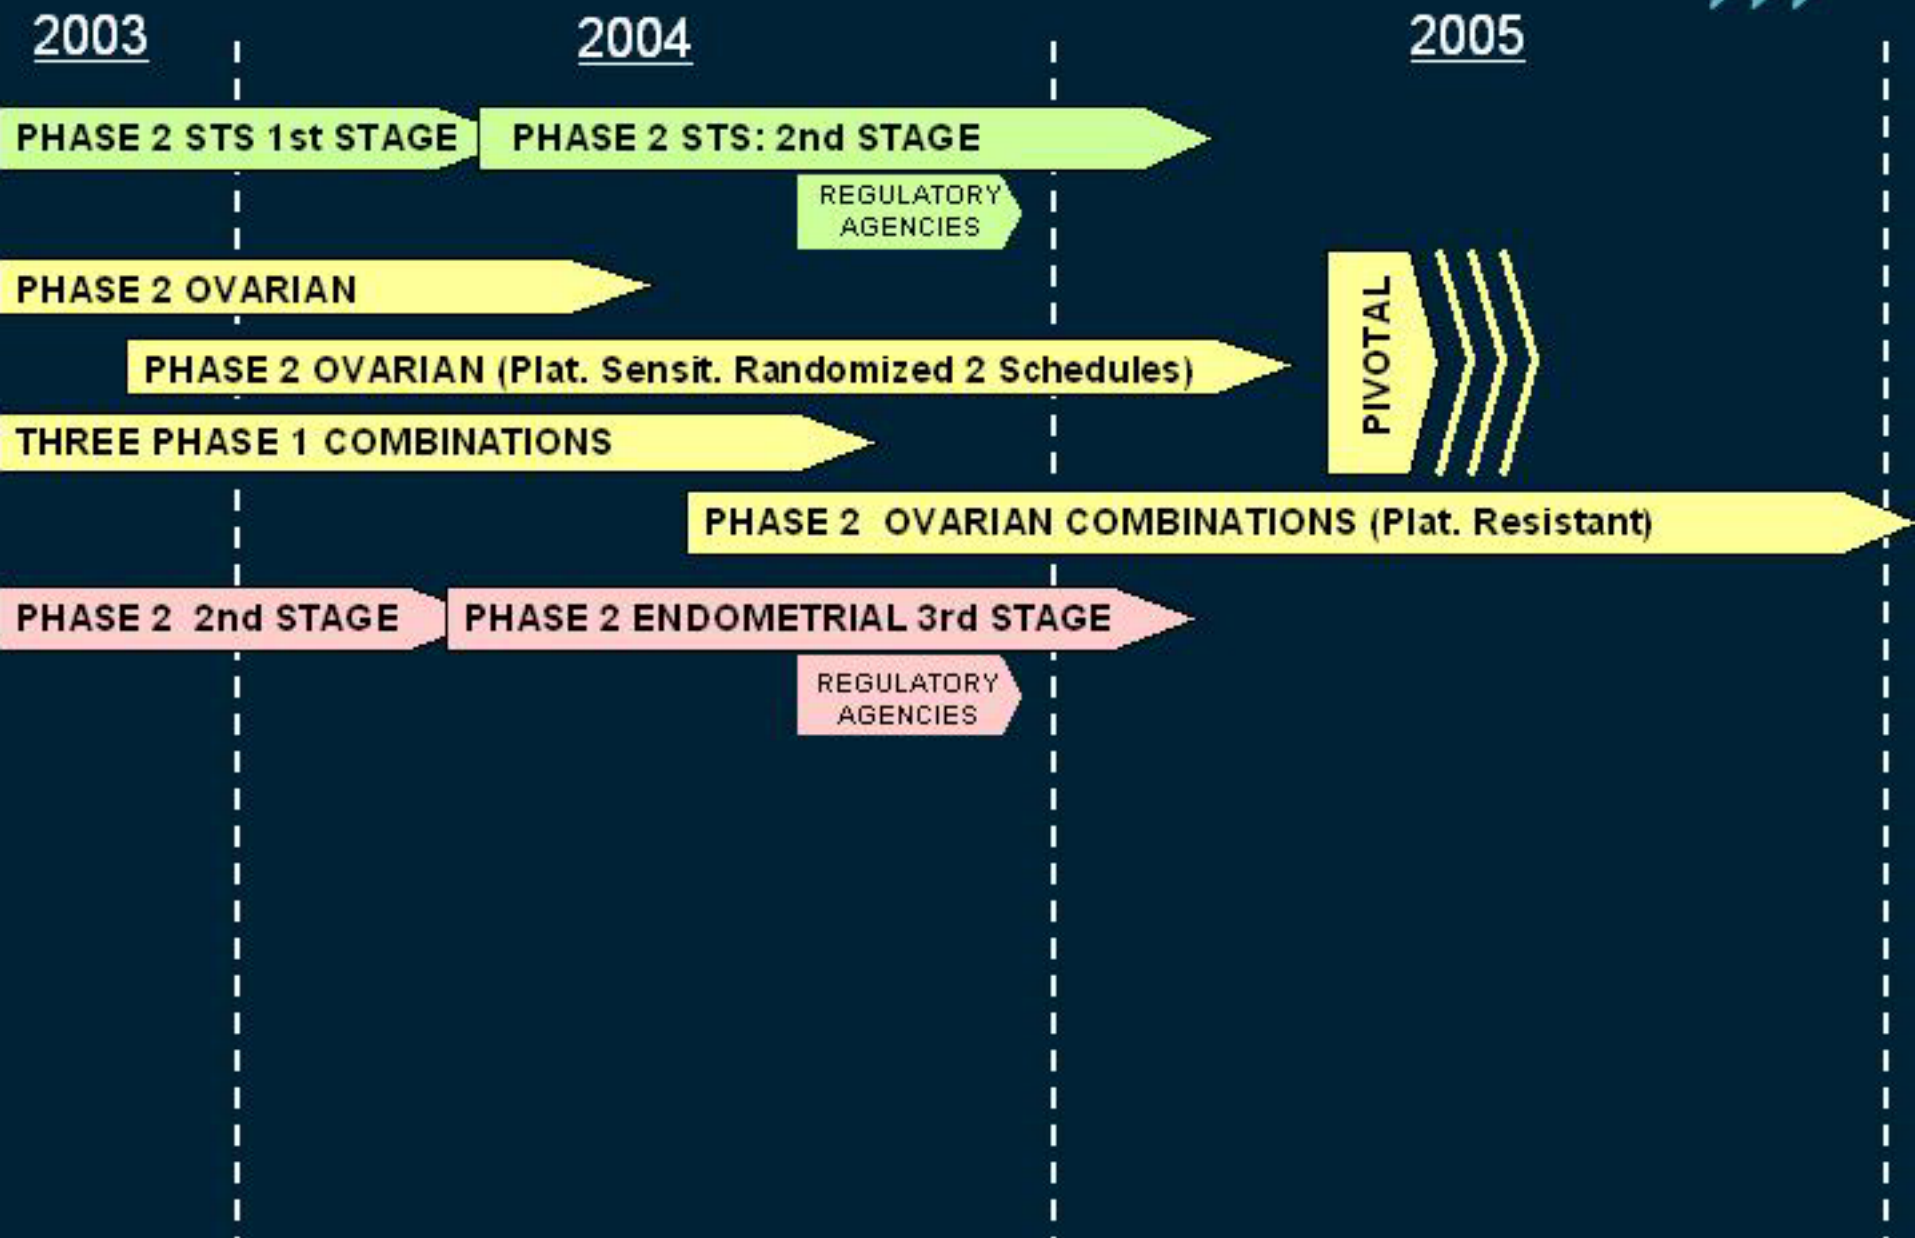 2003 2004 2005
PHASE 2 STS 1st STAGE PHASE 2 STS: 2nd STAGE
REGULATORY
AGENCIES
PHASE 2 OVARIAN
PIVOTAL
PHASE 2 OVARIAN (Plat. Sensit. Randomized 2 Schedules)
THREE PHASE 1 COMBINATIONS
PHASE 2 OVARIAN COMBINATIONS (Plat. Resistant)
PHASE 2 2nd STAGE PHASE 2 ENDOMETRIAL 3rd STAGE
REGULATORY
AGENCIES